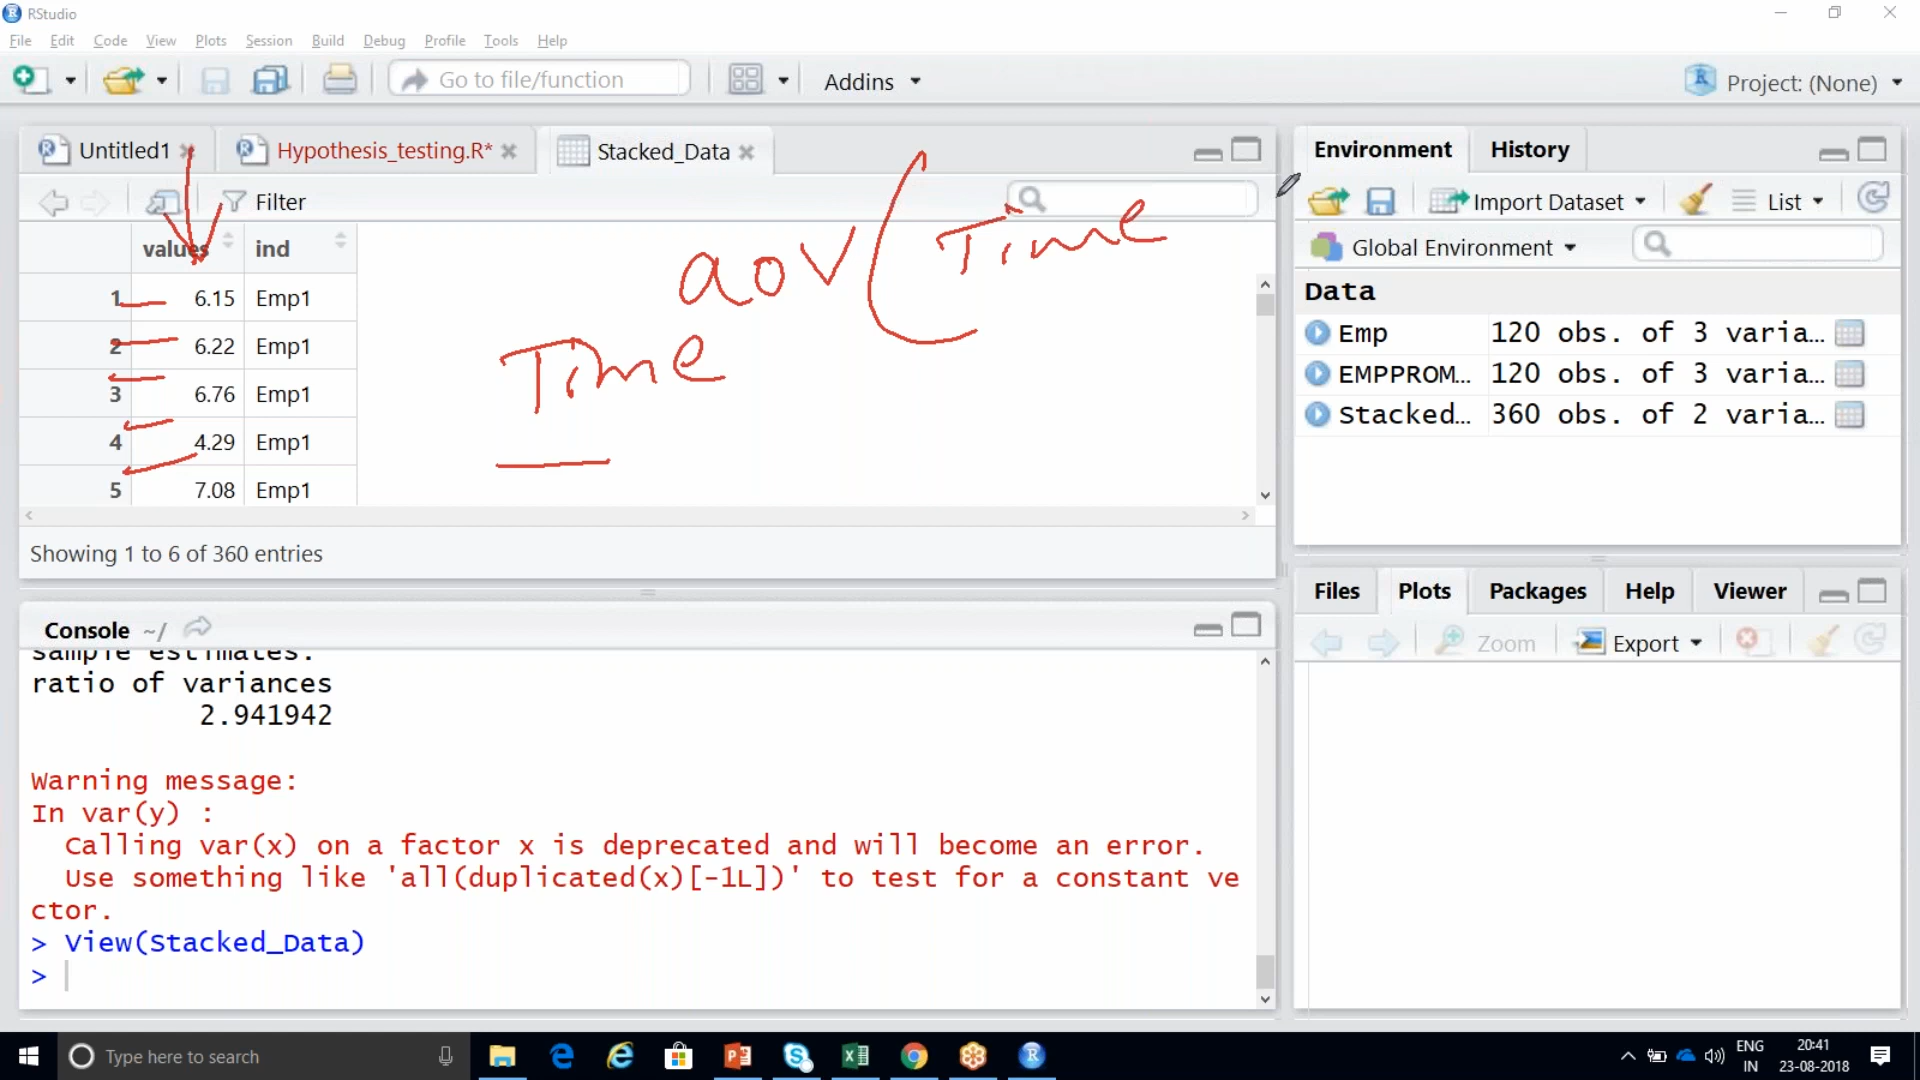 RStudio
File Edit Code View Plots Session Build Debug Profile Tools Help
Go to file/function Addins Project: (None)
Untitled1 Hypothesis_testing.R* Stacked_Data
Filter
values ind
1 6.15 Emp1
2 6.22 Emp1
3 6.76 Emp1
4 4.29 Emp1
5 7.08 Emp1
aov(Time
Time
Showing 1 to 6 of 360 entries
Console ~/
sample estimates:
ratio of variances
2.941942
Warning message:
In var(y) :
Calling var(x) on a factor x is deprecated and will become an error.
Use something like 'all(duplicated(x)[-1L])' to test for a constant ve
ctor.
> View(Stacked_Data)
>
Environment History
Import Dataset List
Global Environment
Data
Emp 120 obs. of 3 varia...
EMPPROM... 120 obs. of 3 varia...
Stacked... 360 obs. of 2 varia...
Files Plots Packages Help Viewer
Zoom Export
Type here to search
ENG
IN
20:41
23-08-2018